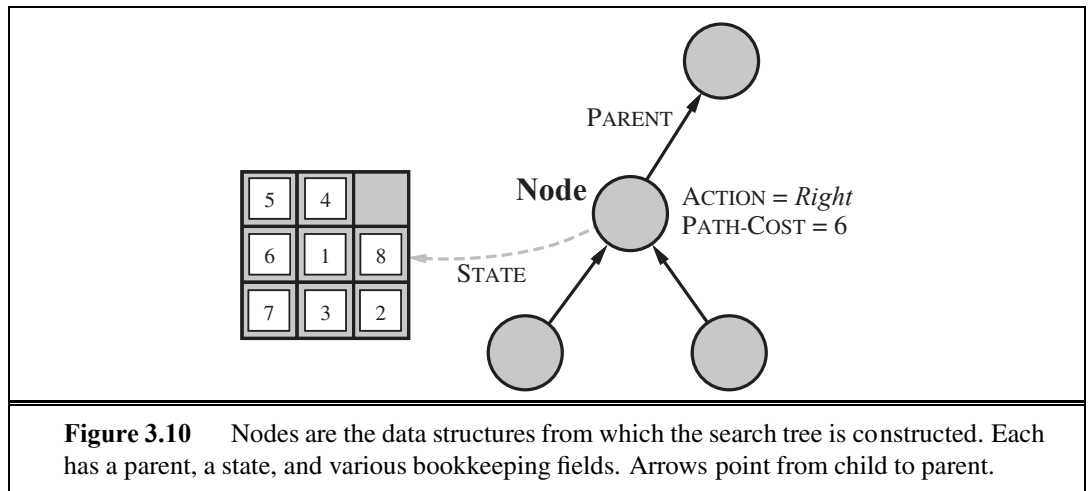 PARENT
Node
ACTION = Right
PATH-COST = 6
5 4
6 1 8
STATE
7 3 2
Figure 3.10 Nodes are the data structures from which the search tree is constructed. Each
has a parent, a state, and various bookkeeping fields. Arrows point from child to parent.